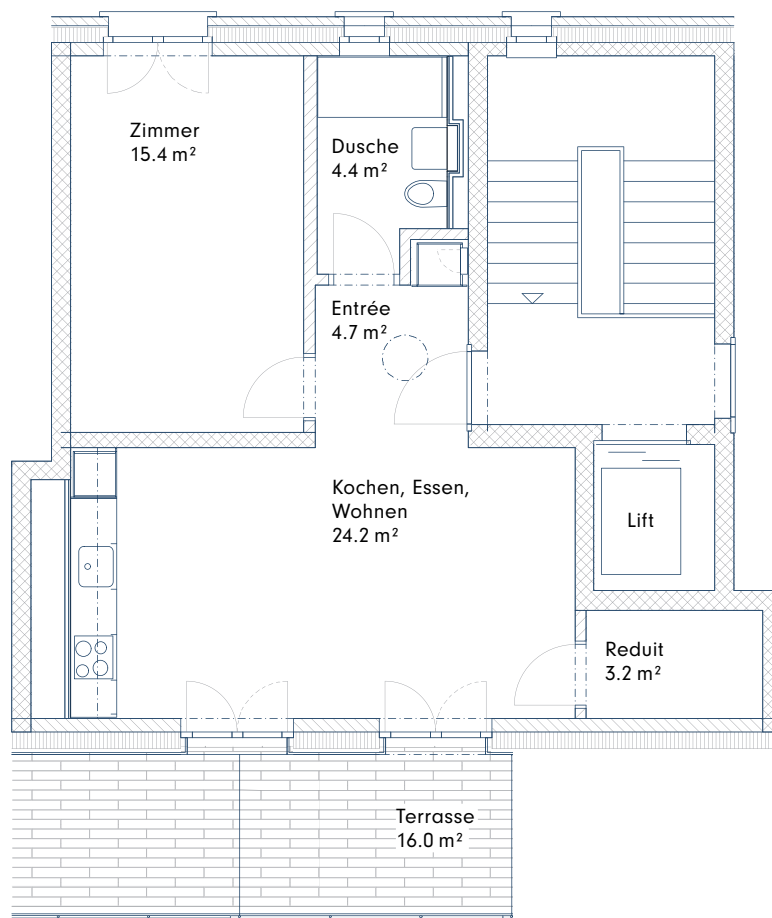 Zimmer
15.4 m²
Dusche
4.4 m²
Entrée
4.7 m²
Kochen, Essen,
Wohnen
24.2 m²
Lift
Reduit
3.2 m²
Terrasse
16.0 m²